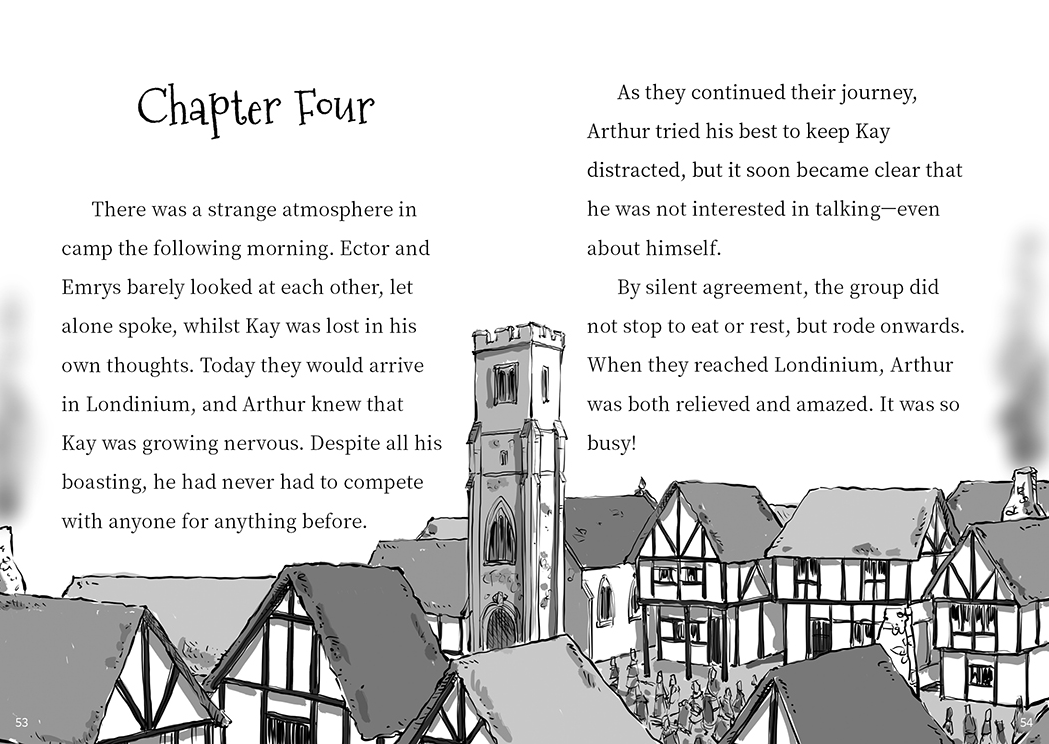 Chapter Four
There was a strange atmosphere in
camp the following morning. Ector and
Emrys barely looked at each other, let
alone spoke, whilst Kay was lost in his
own thoughts. Today they would arrive
in Londinium, and Arthur knew that
Kay was growing nervous. Despite all his
boasting, he had never had to compete
with anyone for anything before.
53
As they continued their journey,
Arthur tried his best to keep Kay
distracted, but it soon became clear that
he was not interested in talking—even
about himself.
By silent agreement, the group did
not stop to eat or rest, but rode onwards.
When they reached Londinium, Arthur
was both relieved and amazed. It was so
busy!
54